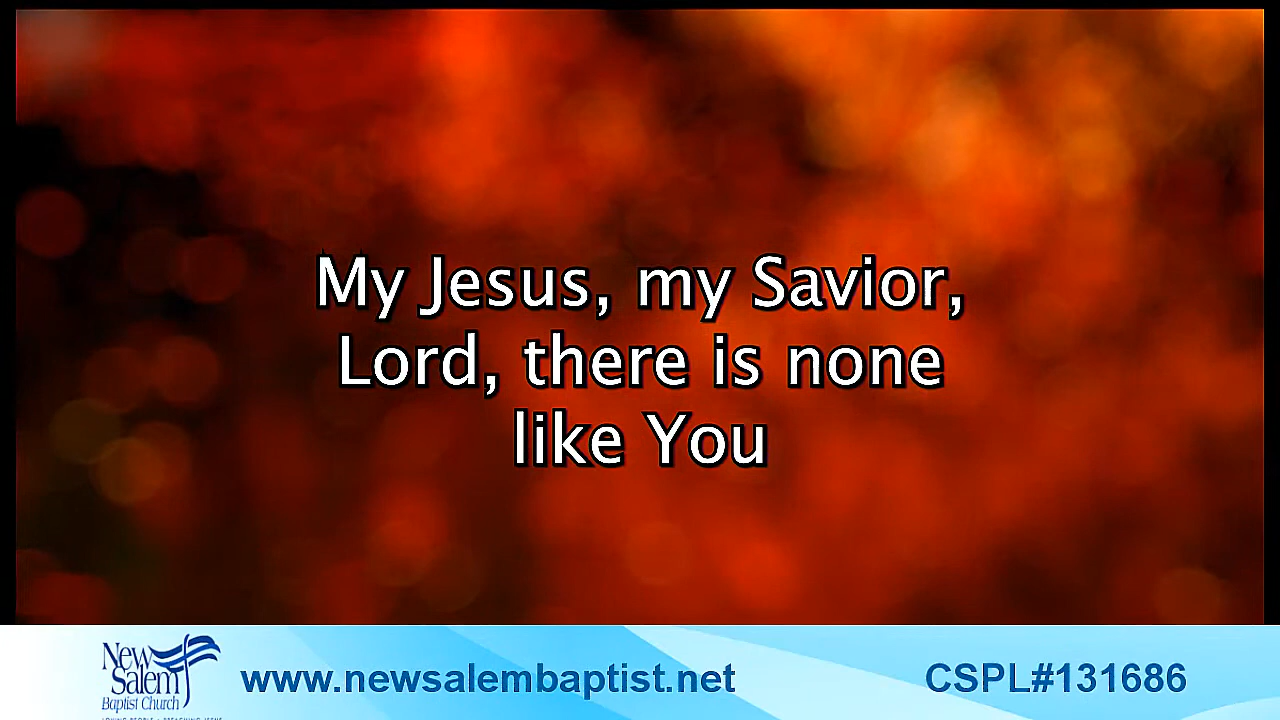 My Jesus, my Savior,
Lord, there is none
like You
New
Salem
Baptist Church
www.newsalembaptist.net
CSPL#131686